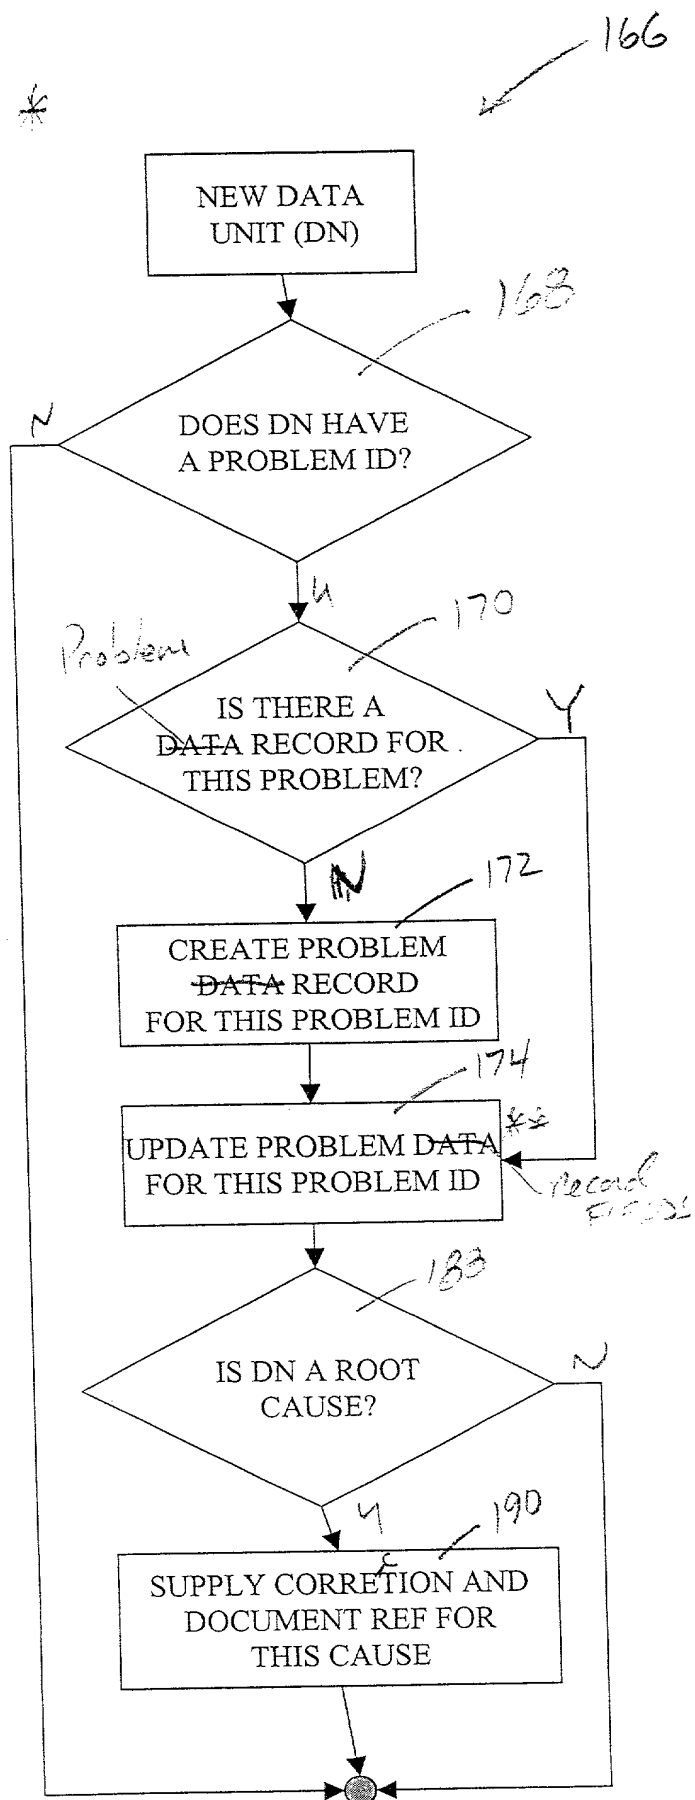 166
*
NEW DATA
UNIT (DN)
168
N
DOES DN HAVE
A PROBLEM ID?
Y
170
Problem
Y
IS THERE A
DATA RECORD FOR
THIS PROBLEM?
N
172
CREATE PROBLEM
DATA RECORD
FOR THIS PROBLEM ID
174
**
UPDATE PROBLEM DATA
FOR THIS PROBLEM ID
record
FIELDS
183
IS DN A ROOT
CAUSE?
N
Y
190
c
SUPPLY CORRETION AND
DOCUMENT REF FOR
THIS CAUSE